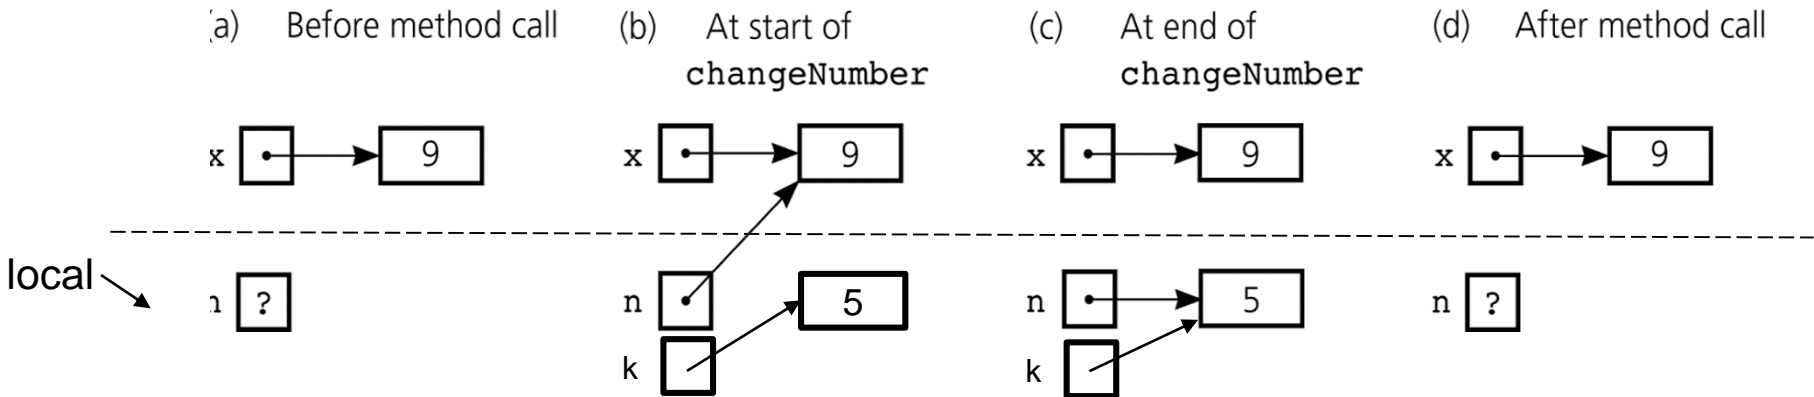 (a) Before method call (b) At start of (c) At end of (d) After method call
changeNumber changeNumber
x 9 x 9 x 9 x 9
local n ? n 5 n 5 n ?
k k